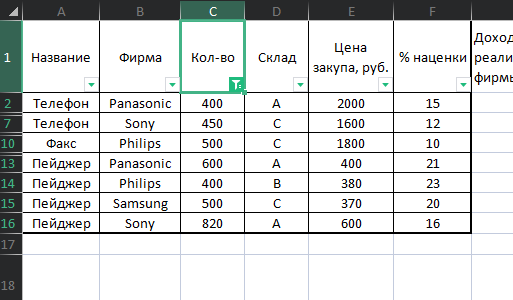 A B C D E F
1 Название Фирма Кол-во Склад Цена закупа, руб. % наценки Доход реали фирмы
2 Телефон Panasonic 400 A 2000 15
7 Телефон Sony 450 C 1600 12
10 Факс Philips 500 C 1800 10
13 Пейджер Panasonic 600 A 400 21
14 Пейджер Philips 400 B 380 23
15 Пейджер Samsung 500 C 370 20
16 Пейджер Sony 820 A 600 16
17
18